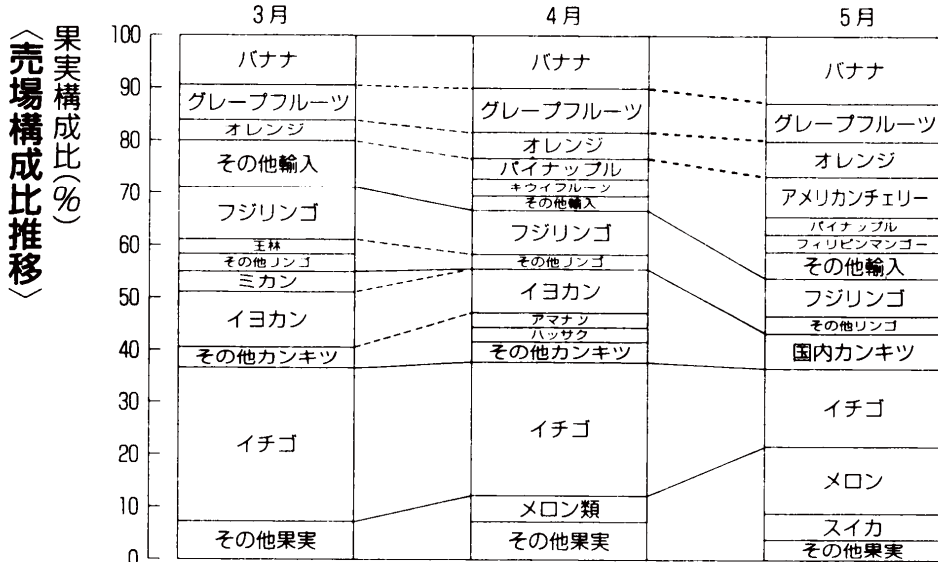 〈売場構成比推移〉
果実構成比(%)
100
90
80
70
60
50
40
30
20
10
0
3月
バナナ
グレープフルーツ
オレンジ
その他輸入
フジリンゴ
王林
その他リンゴ
ミカン
イヨカン
その他カンキツ
イチゴ
その他果実
4月
バナナ
グレープフルーツ
オレンジ
パイナップル
キウイフルーツ
その他輸入
フジリンゴ
その他リンゴ
イヨカン
アマナツ
ハッサク
その他カンキツ
イチゴ
メロン類
その他果実
5月
バナナ
グレープフルーツ
オレンジ
アメリカンチェリー
パイナップル
フィリピンマンゴー
その他輸入
フジリンゴ
その他リンゴ
国内カンキツ
イチゴ
メロン
スイカ
その他果実